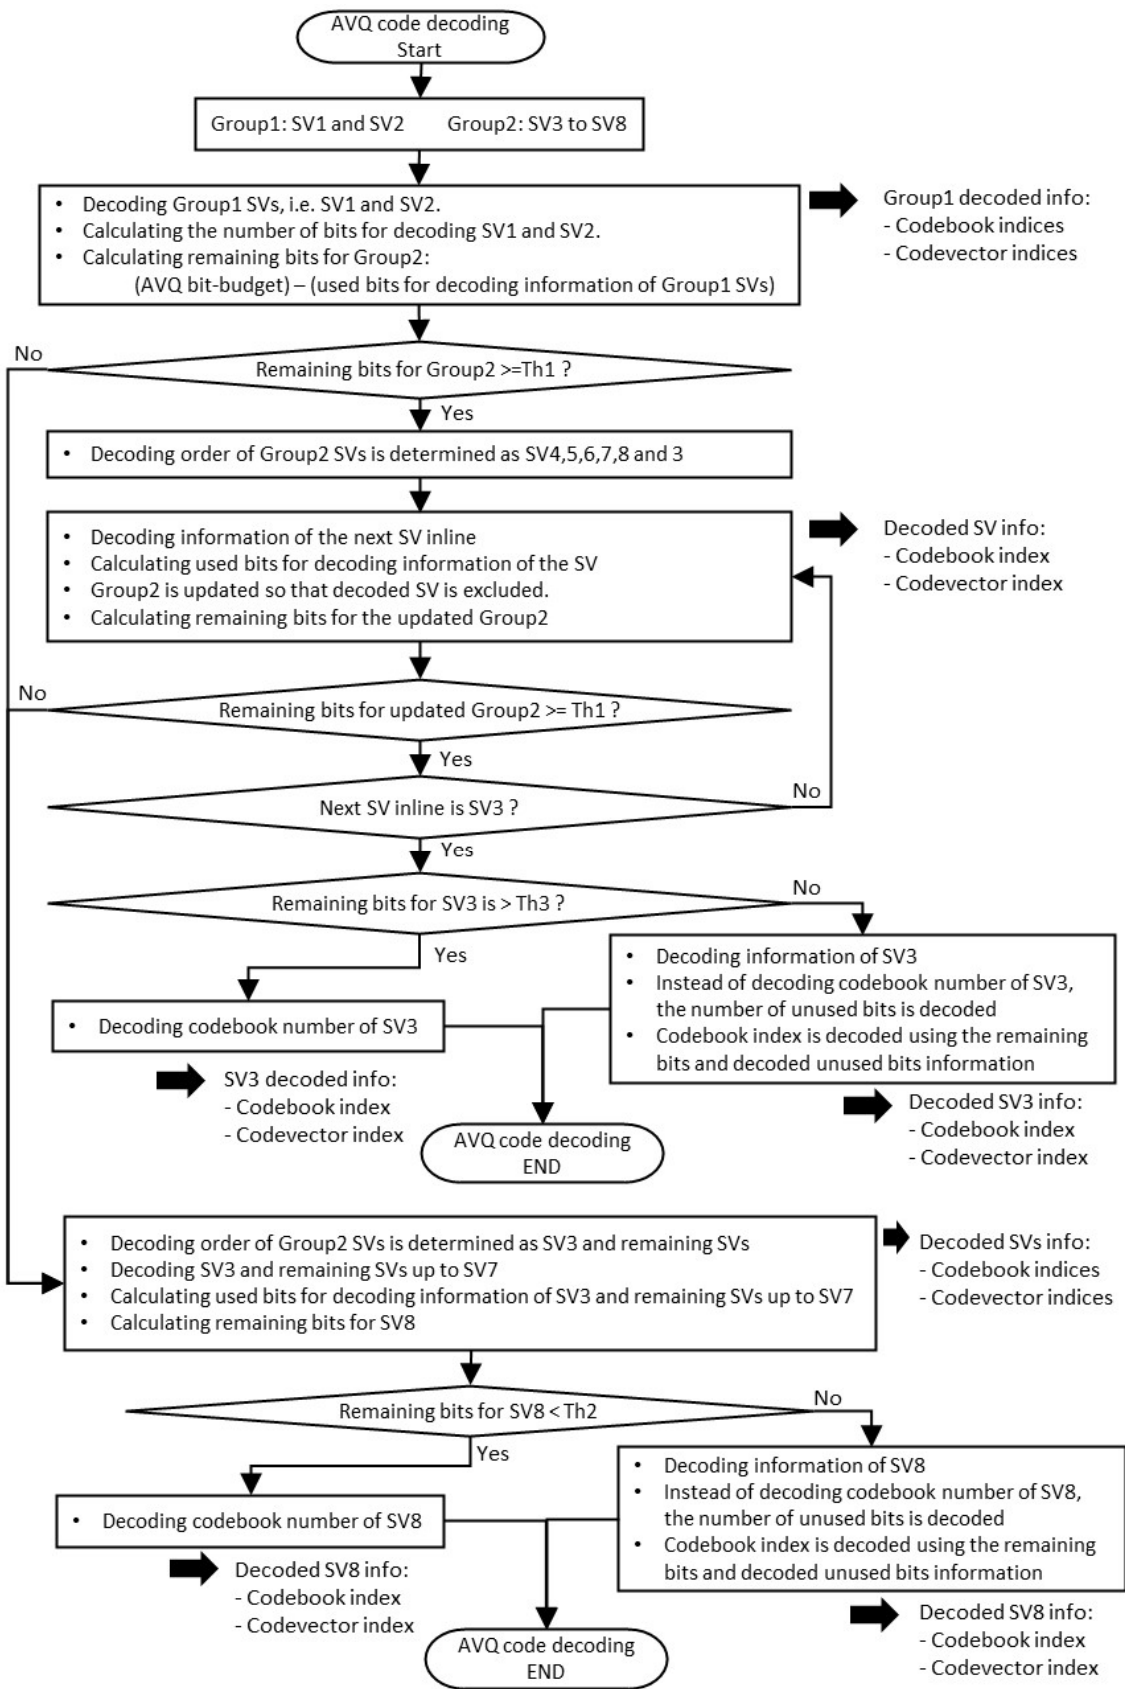 AVQ code decoding
Start
Group1: SV1 and SV2 Group2: SV3 to SV8
• Decoding Group1 SVs, i.e. SV1 and SV2.
• Calculating the number of bits for decoding SV1 and SV2.
• Calculating remaining bits for Group2:
(AVQ bit-budget) – (used bits for decoding information of Group1 SVs)
Group1 decoded info:
- Codebook indices
- Codevector indices
No
Remaining bits for Group2 >=Th1 ?
Yes
• Decoding order of Group2 SVs is determined as SV4,5,6,7,8 and 3
• Decoding information of the next SV inline
• Calculating used bits for decoding information of the SV
• Group2 is updated so that decoded SV is excluded.
• Calculating remaining bits for the updated Group2
Decoded SV info:
- Codebook index
- Codevector index
No
Remaining bits for updated Group2 >= Th1 ?
Yes
Next SV inline is SV3 ?
No
Yes
Remaining bits for SV3 is > Th3 ?
No
Yes
• Decoding codebook number of SV3
• Decoding information of SV3
• Instead of decoding codebook number of SV3,
the number of unused bits is decoded
• Codebook index is decoded using the remaining
bits and decoded unused bits information
SV3 decoded info:
- Codebook index
- Codevector index
Decoded SV3 info:
- Codebook index
- Codevector index
AVQ code decoding
END
• Decoding order of Group2 SVs is determined as SV3 and remaining SVs
• Decoding SV3 and remaining SVs up to SV7
• Calculating used bits for decoding information of SV3 and remaining SVs up to SV7
• Calculating remaining bits for SV8
Decoded SVs info:
- Codebook indices
- Codevector indices
Remaining bits for SV8 < Th2
No
Yes
• Decoding codebook number of SV8
• Decoding information of SV8
• Instead of decoding codebook number of SV8,
the number of unused bits is decoded
• Codebook index is decoded using the remaining
bits and decoded unused bits information
Decoded SV8 info:
- Codebook index
- Codevector index
Decoded SV8 info:
- Codebook index
- Codevector index
AVQ code decoding
END